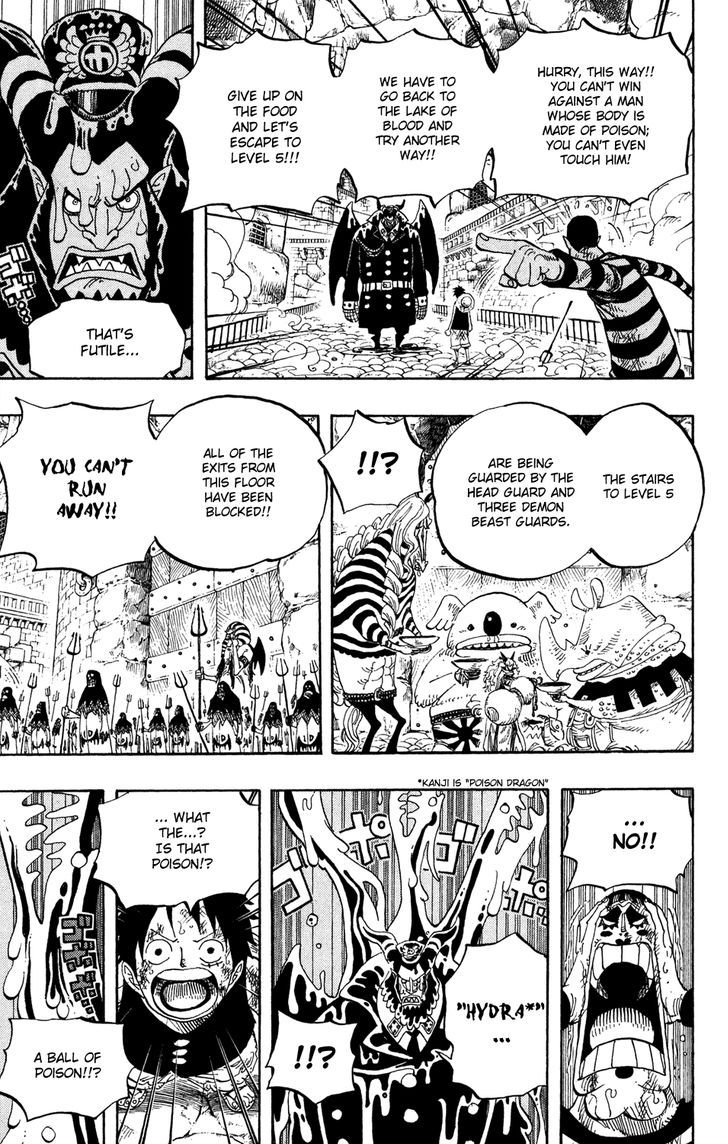 HURRY, THIS WAY!!
YOU CAN'T WIN
AGAINST A MAN
WHOSE BODY IS
MADE OF POISON;
YOU CAN'T EVEN
TOUCH HIM!
WE HAVE TO
GO BACK TO
THE LAKE OF
BLOOD AND
TRY ANOTHER
WAY!!
GIVE UP ON
THE FOOD
AND LET'S
ESCAPE TO
LEVEL 5!!!
THAT'S
FUTILE...
THE STAIRS
TO LEVEL 5
ARE BEING
GUARDED BY THE
HEAD GUARD AND
THREE DEMON
BEAST GUARDS.
!!?
ALL OF THE
EXITS FROM
THIS FLOOR
HAVE BEEN
BLOCKED!!
YOU CAN'T
RUN
AWAY!!
*KANJI IS "POISON DRAGON"
...
NO!!
"HYDRA*"
...
!!?
ゴポゴポ
... WHAT
THE...?
IS THAT
POISON!?
A BALL OF
POISON!!?